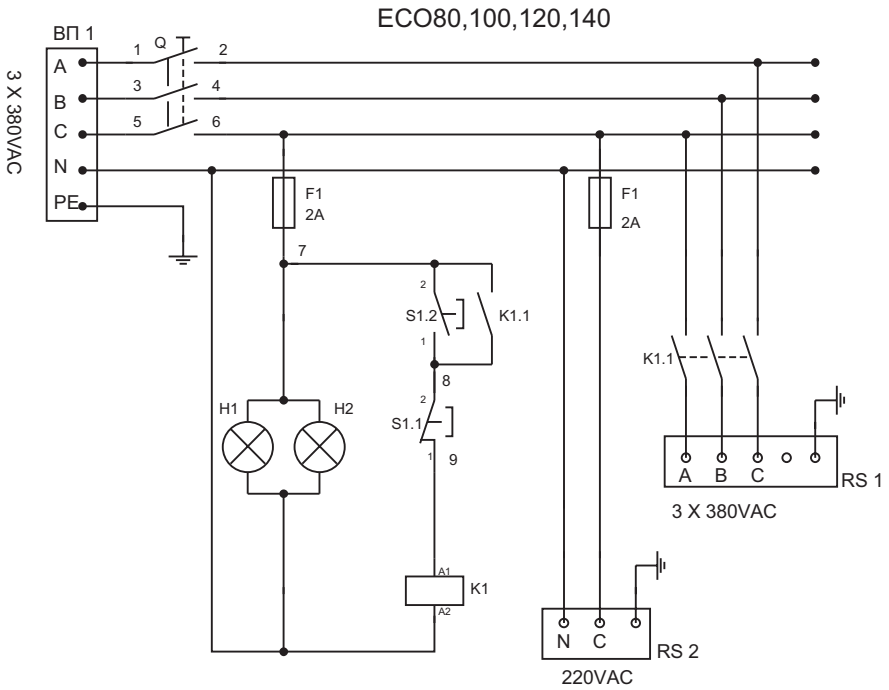 ECO80,100,120,140
ВП 1
3 X 380VAC
A
1
Q
2
B
3
4
C
5
6
N
PE
F1
2A
F1
2A
7
2
S1.2
K1.1
1
8
K1.1
H1
H2
2
S1.1
1
9
A B C
RS 1
3 X 380VAC
A1
K1
A2
N C
RS 2
220VAC